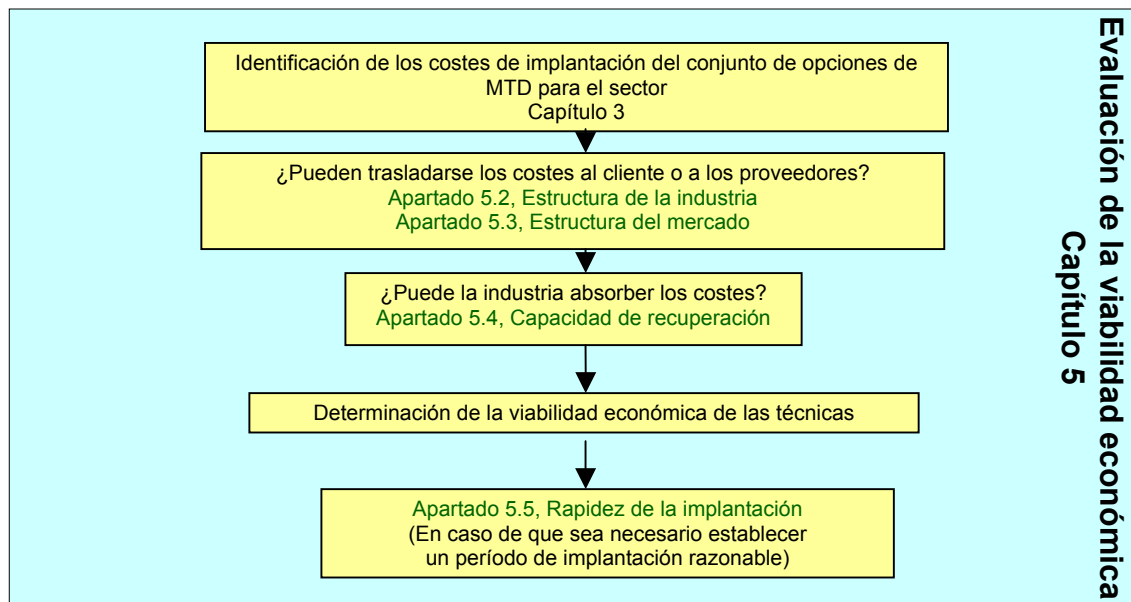 Identificación de los costes de implantación del conjunto de opciones de
MTD para el sector
Capítulo 3
¿Pueden trasladarse los costes al cliente o a los proveedores?
Apartado 5.2, Estructura de la industria
Apartado 5.3, Estructura del mercado
¿Puede la industria absorber los costes?
Apartado 5.4, Capacidad de recuperación
Determinación de la viabilidad económica de las técnicas
Apartado 5.5, Rapidez de la implantación
(En caso de que sea necesario establecer
un período de implantación razonable)
Evaluación de la viabilidad económica
Capítulo 5